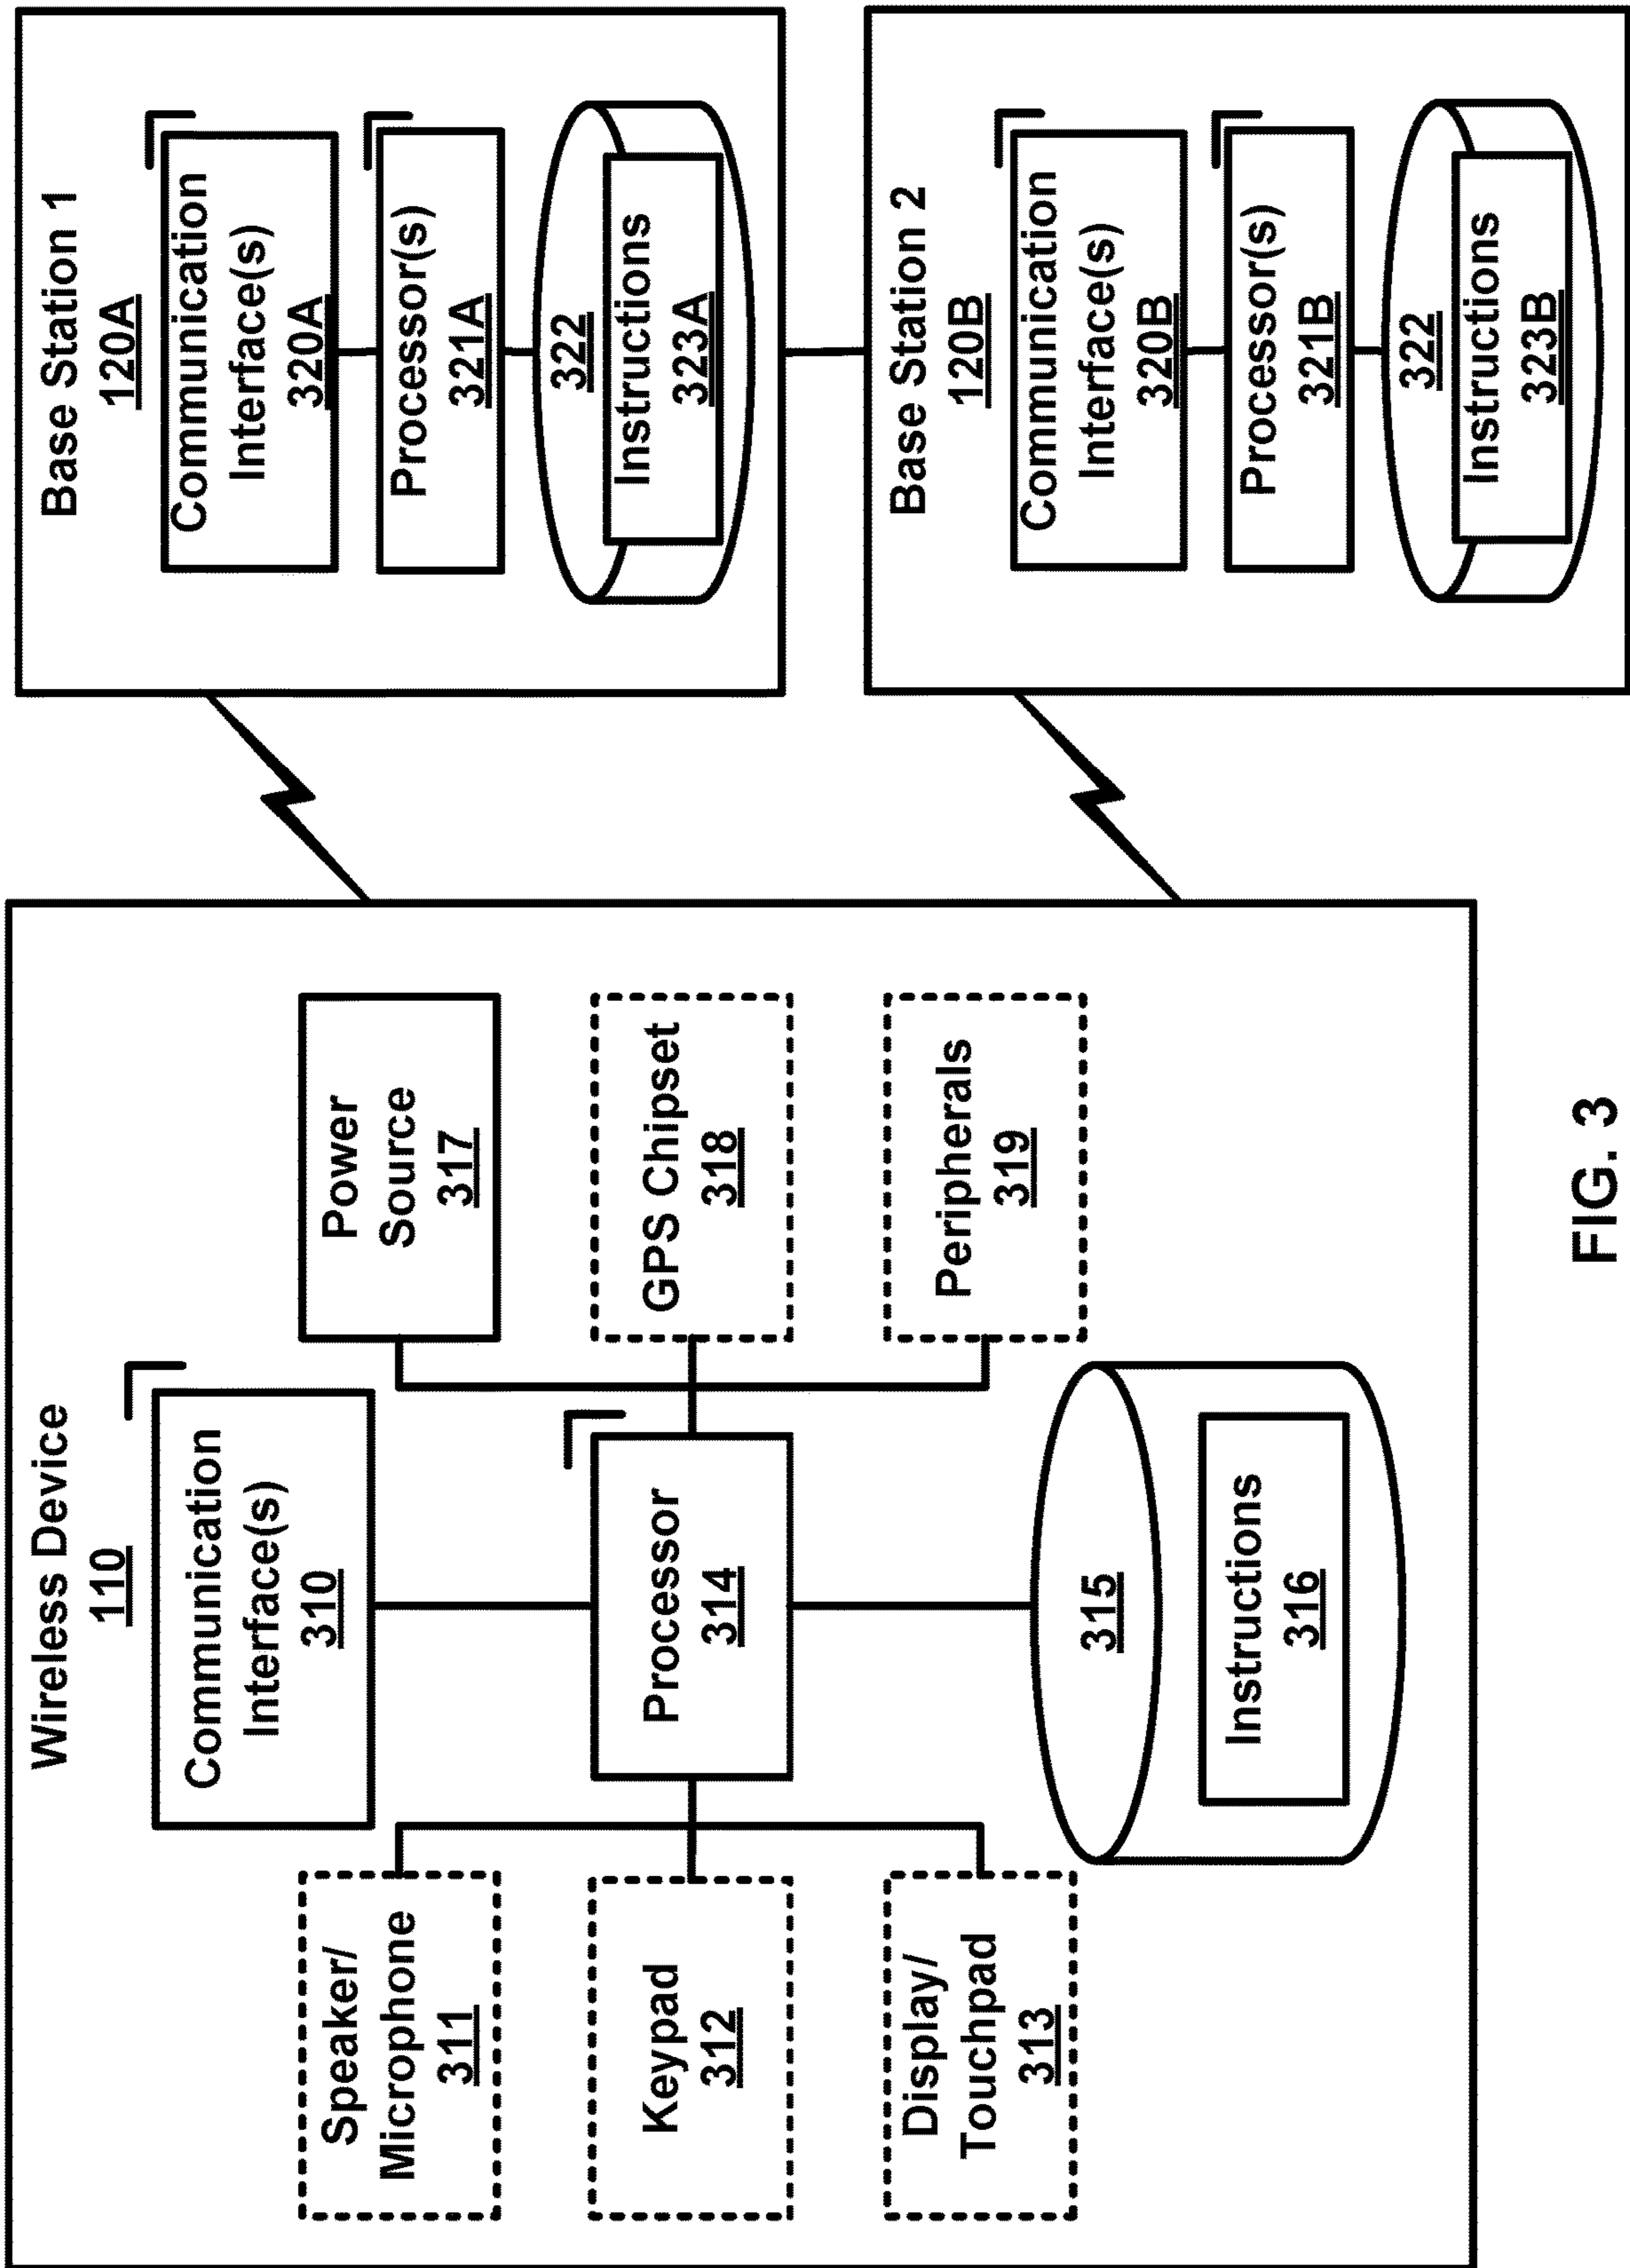 Wireless Device
110
Communication
Interface(s)
310
Speaker/
Microphone
311
Keypad
312
Display/
Touchpad
313
Processor
314
315
Instructions
316
Power
Source
317
GPS Chipset
318
Peripherals
319
Base Station 1
120A
Communication
Interface(s)
320A
Processor(s)
321A
322
Instructions
323A
Base Station 2
120B
Communication
Interface(s)
320B
Processor(s)
321B
322
Instructions
323B
FIG. 3